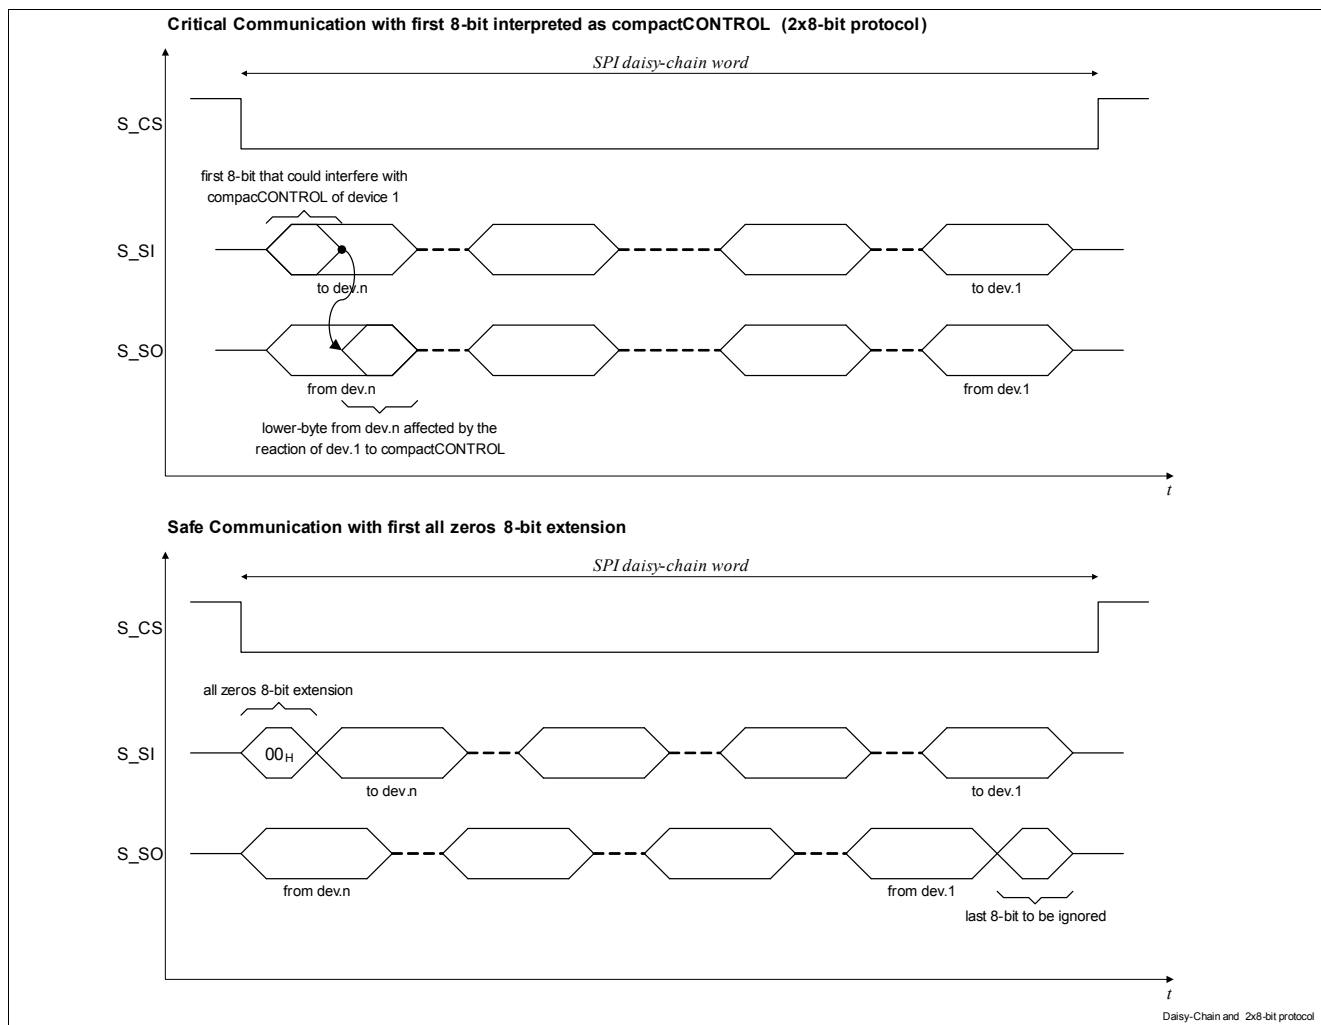 Critical Communication with first 8-bit interpreted as compactCONTROL (2x8-bit protocol)
SPI daisy-chain word
S_CS
first 8-bit that could interfere with
compacCONTROL of device 1
S_SI
to dev.n
to dev.1
S_SO
from dev.n
from dev.1
lower-byte from dev.n affected by the
reaction of dev.1 to compactCONTROL
t
Safe Communication with first all zeros 8-bit extension
SPI daisy-chain word
S_CS
all zeros 8-bit extension
S_SI
00H
to dev.n
to dev.1
S_SO
from dev.n
from dev.1
last 8-bit to be ignored
t
Daisy-Chain and 2x8-bit protocol